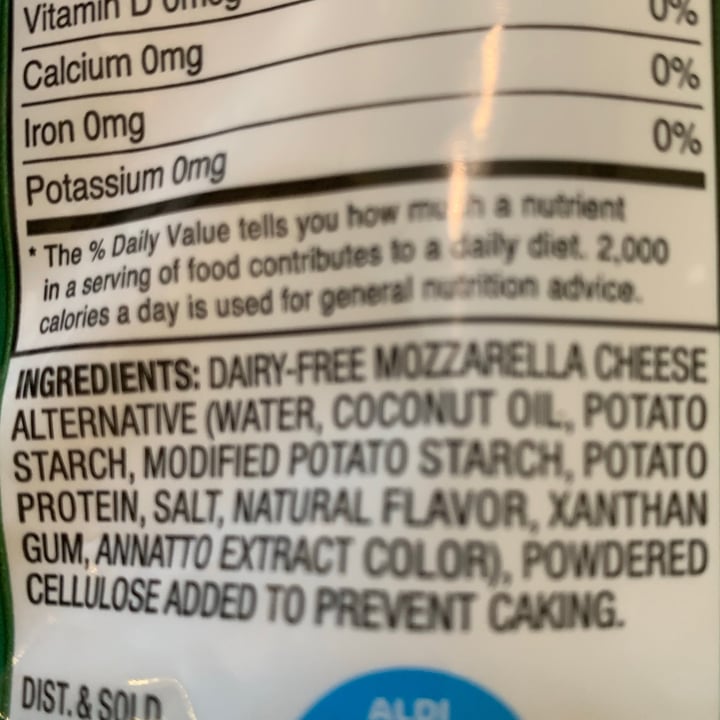 Vitamin D 0mcg 0%
Calcium 0mg 0%
Iron 0mg 0%
Potassium 0mg
* The % Daily Value tells you how much a nutrient
in a serving of food contributes to a daily diet. 2,000
calories a day is used for general nutrition advice.
INGREDIENTS: DAIRY-FREE MOZZARELLA CHEESE
ALTERNATIVE (WATER, COCONUT OIL, POTATO
STARCH, MODIFIED POTATO STARCH, POTATO
PROTEIN, SALT, NATURAL FLAVOR, XANTHAN
GUM, ANNATTO EXTRACT COLOR), POWDERED
CELLULOSE ADDED TO PREVENT CAKING.
DIST. & SOLD
ALDI